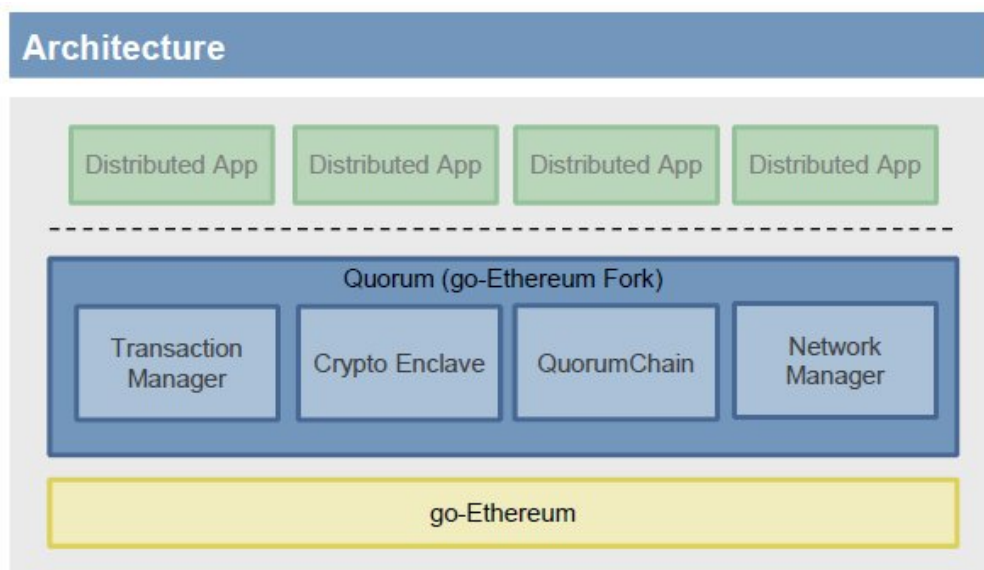 Architecture
Distributed App
Distributed App
Distributed App
Distributed App
Quorum (go-Ethereum Fork)
Transaction
Manager
Crypto Enclave
QuorumChain
Network
Manager
go-Ethereum